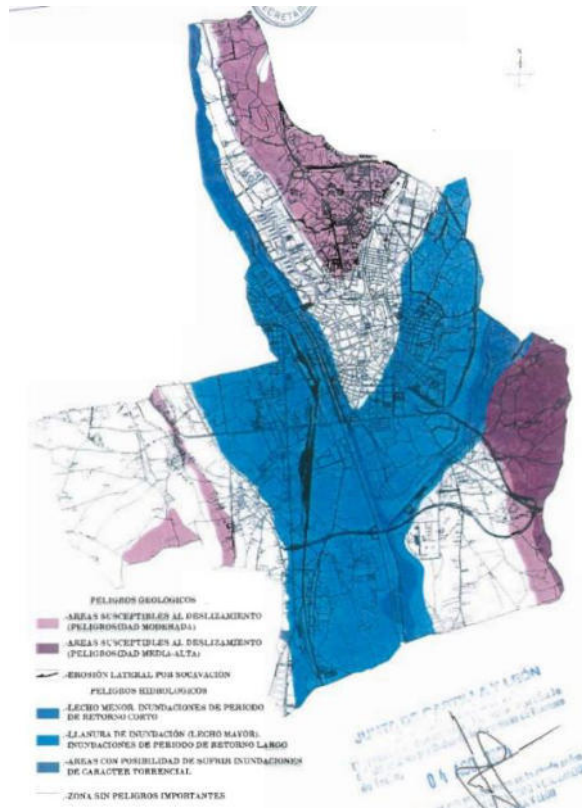 SECRETAR
N
PELIGROS GEOLOGICOS
.-AREAS SUSCEPTIBLES AL DESLIZAMIENTO
(PELIGROSIDAD MODERADA)
.-AREAS SUSCEPTIBLES AL DESLIZAMIENTO
(PELIGROSIDAD MEDIA-ALTA)
.-EROSIÓN LATERAL POR SOCAVACIÓN
PELIGROS HIDROLOGICOS
.-LECHO MENOR. INUNDACIONES DE PERIODO
DE RETORNO CORTO
.-LLANURA DE INUNDACIÓN (LECHO MAYOR).
INUNDACIONES DE PERIODO DE RETORNO LARGO
.-AREAS CON POSIBILIDAD DE SUFRIR INUNDACIONES
DE CARACTER TORRENCIAL
.-ZONA SIN PELIGROS IMPORTANTES
JUNTA DE CASTILLA Y LEÓN
04